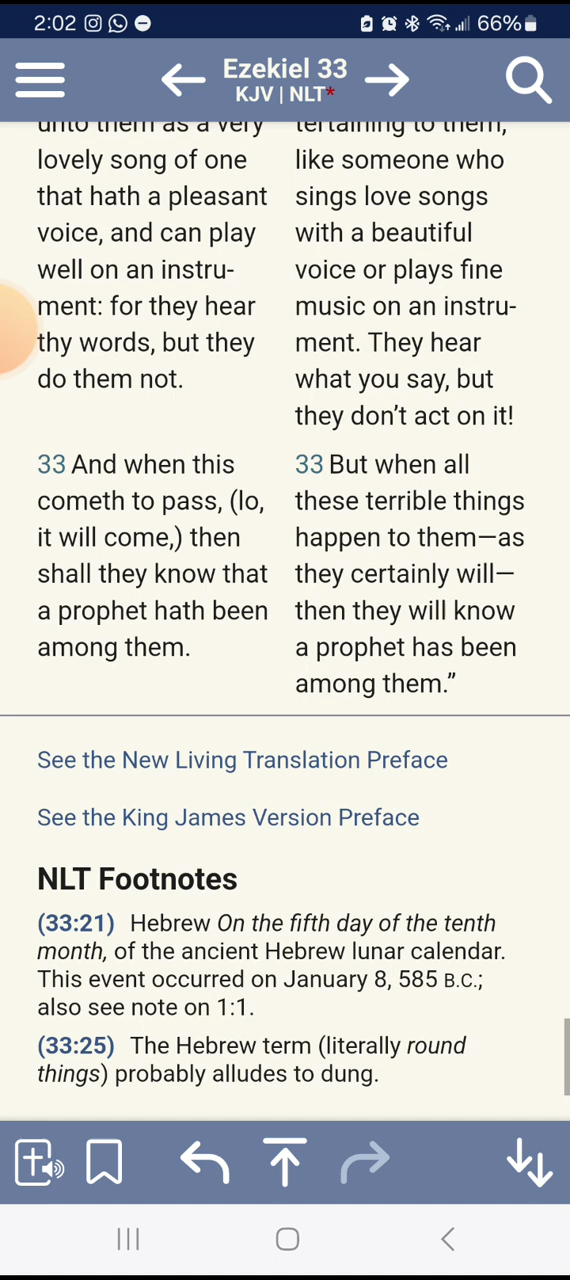 2:02 66%
Ezekiel 33
KJV | NLT*
unto them as a very
lovely song of one
that hath a pleasant
voice, and can play
well on an instru-
ment: for they hear
thy words, but they
do them not.
33 And when this
cometh to pass, (lo,
it will come,) then
shall they know that
a prophet hath been
among them.
tertaining to them,
like someone who
sings love songs
with a beautiful
voice or plays fine
music on an instru-
ment. They hear
what you say, but
they don’t act on it!
33 But when all
these terrible things
happen to them—as
they certainly will—
then they will know
a prophet has been
among them.”
See the New Living Translation Preface
See the King James Version Preface
NLT Footnotes
(33:21) Hebrew On the fifth day of the tenth
month, of the ancient Hebrew lunar calendar.
This event occurred on January 8, 585 B.C.;
also see note on 1:1.
(33:25) The Hebrew term (literally round
things) probably alludes to dung.